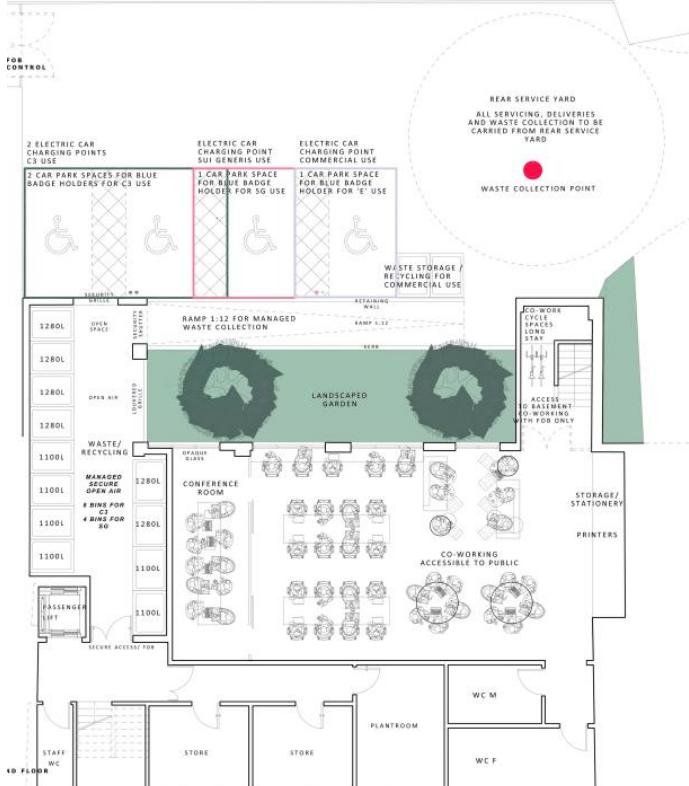 FOB
CONTROL
REAR SERVICE YARD
ALL SERVICING, DELIVERIES
AND WASTE COLLECTION TO BE
CARRIED FROM REAR SERVICE
YARD
WASTE COLLECTION POINT
2 ELECTRIC CAR
CHARGING POINTS
C3 USE
ELECTRIC CAR
CHARGING POINT
SUI GENERIS USE
ELECTRIC CAR
CHARGING POINT
COMMERCIAL USE
2 CAR PARK SPACES FOR BLUE
BADGE HOLDERS FOR C3 USE
1 CAR PARK SPACE
FOR BLUE BADGE
HOLDER FOR SG USE
1 CAR PARK SPACE
FOR BLUE BADGE
HOLDER FOR 'E' USE
WASTE STORAGE /
RECYCLING FOR
COMMERCIAL USE
SECURITY
GRILLE
SECURITY
SHUTTER
RETAINING
WALL
RAMP 1:12 FOR MANAGED
WASTE COLLECTION
RAMP 1:12
KERB
CO-WORK
CYCLE
SPACES
LONG
STAY
1280L
OPEN
SPACE
1280L
1280L
OPEN AIR
LOUVERED
GRILLE
LANDSCAPED
GARDEN
ACCESS
TO BASEMENT
CO-WORKING
WITH FOB ONLY
1280L
WASTE/
RECYCLING
1100L
OPAQUE
GLASS
MANAGED
SECURE
OPEN AIR
8 BINS FOR
C3
4 BINS FOR
SG
1280L
CONFERENCE
ROOM
1100L
STORAGE/
STATIONERY
1100L
1280L
PRINTERS
1100L
1100L
CO-WORKING
ACCESSIBLE TO PUBLIC
PASSENGER
LIFT
1100L
SECURE ACCESS/ FOB
WC M
PLANTROOM
STAFF
WC
STORE
STORE
WC F
ND FLOOR